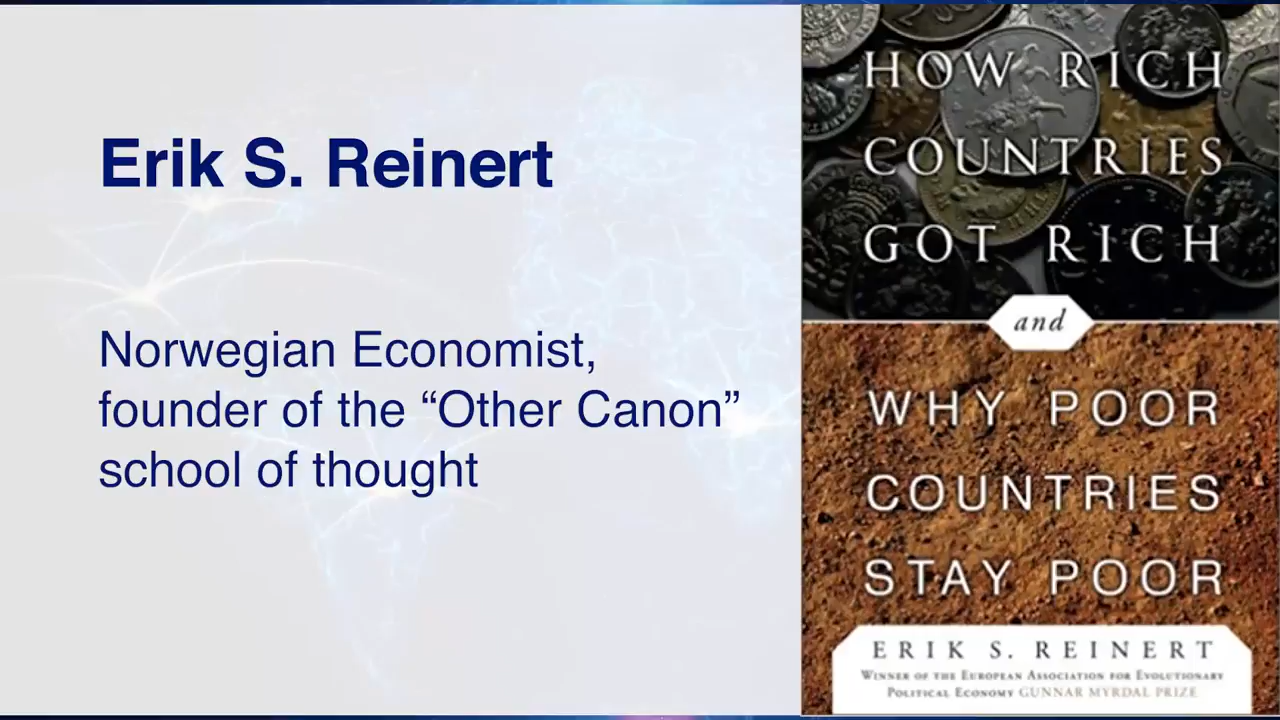 Erik S. Reinert
Norwegian Economist,
founder of the “Other Canon”
school of thought
HOW RICH
COUNTRIES
GOT RICH
and
WHY POOR
COUNTRIES
STAY POOR
ERIK S. REINERT
WINNER OF THE EUROPEAN ASSOCIATION FOR EVOLUTIONARY
POLITICAL ECONOMY GUNNAR MYRDAL PRIZE